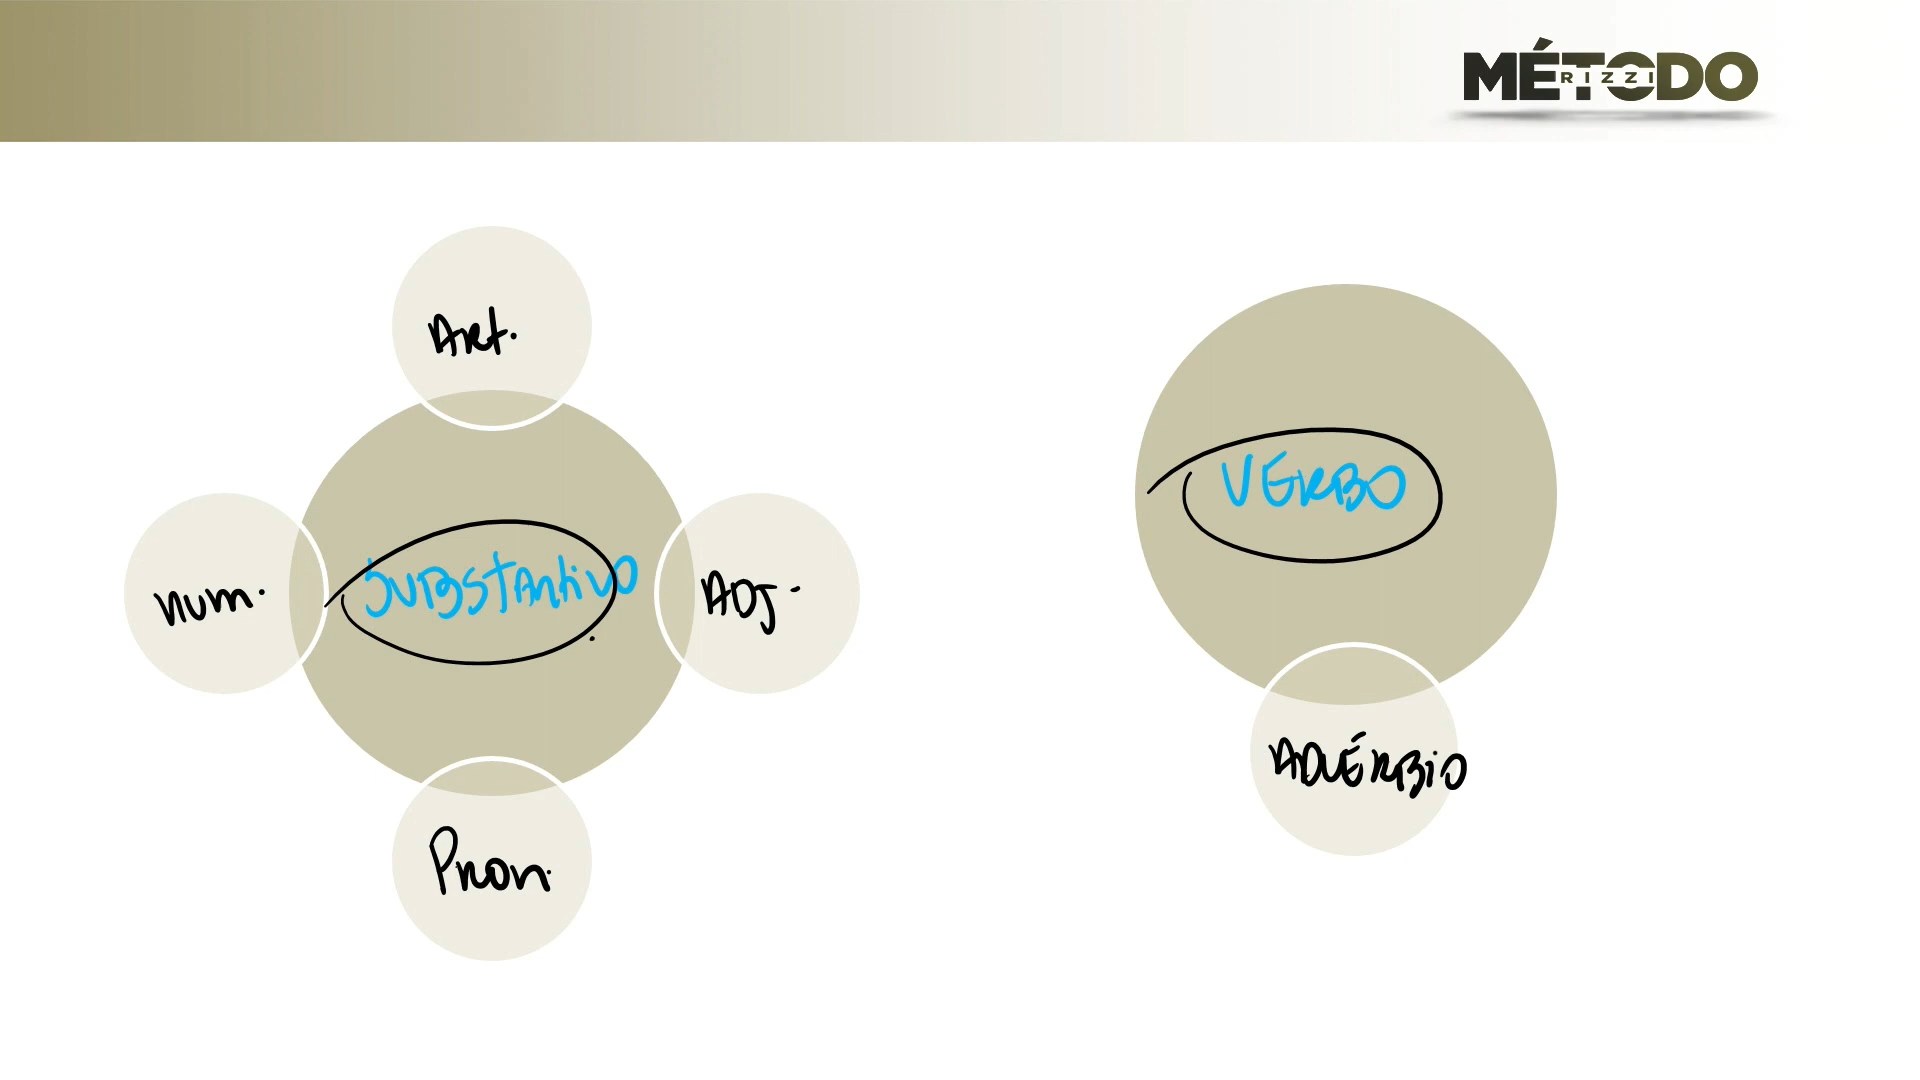 MÉTODO
RIZZI
Art.
num.
SUBSTANTIVO
ADJ.
Pron.
VERBO
ADVÉRBIO